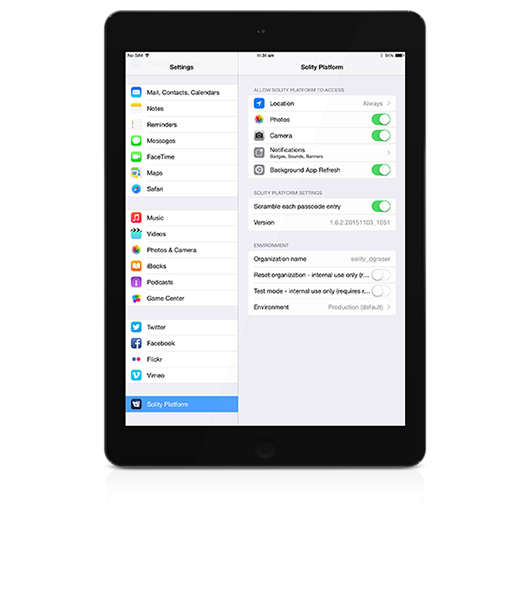 No SIM
11:31 am
91%
Settings
Solity Platform
Mail, Contacts, Calendars
Notes
Reminders
Messages
FaceTime
Maps
Safari
Music
Videos
Photos & Camera
iBooks
Podcasts
Game Center
Twitter
Facebook
Flickr
Vimeo
Solity Platform
ALLOW SOLITY PLATFORM TO ACCESS
Location Always
Photos
Camera
Notifications
Badges, Sounds, Banners
Background App Refresh
SOLITY PLATFORM SETTINGS
Scramble each passcode entry
Version 1.6.2.20151103_1051
ENVIRONMENT
Organization name solity_dgraser
Reset organization - internal use only (r...
Test mode - internal use only (requires r...
Environment Production (default)